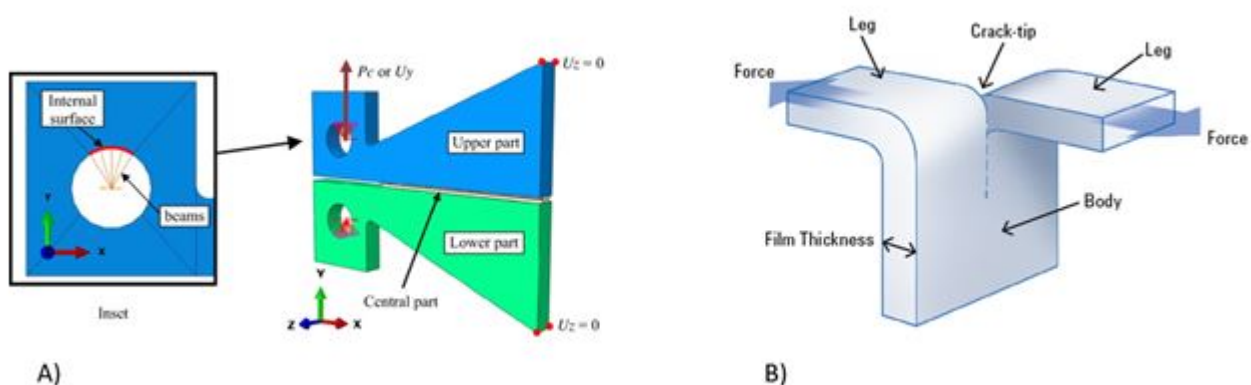 Internal
surface
beams
Y
X
Inset
Pc or Uy
Uz = 0
Upper part
Lower part
Central part
Y
Z
X
Uz = 0
A)
Leg
Crack-tip
Leg
Force
Force
Body
Film Thickness
B)